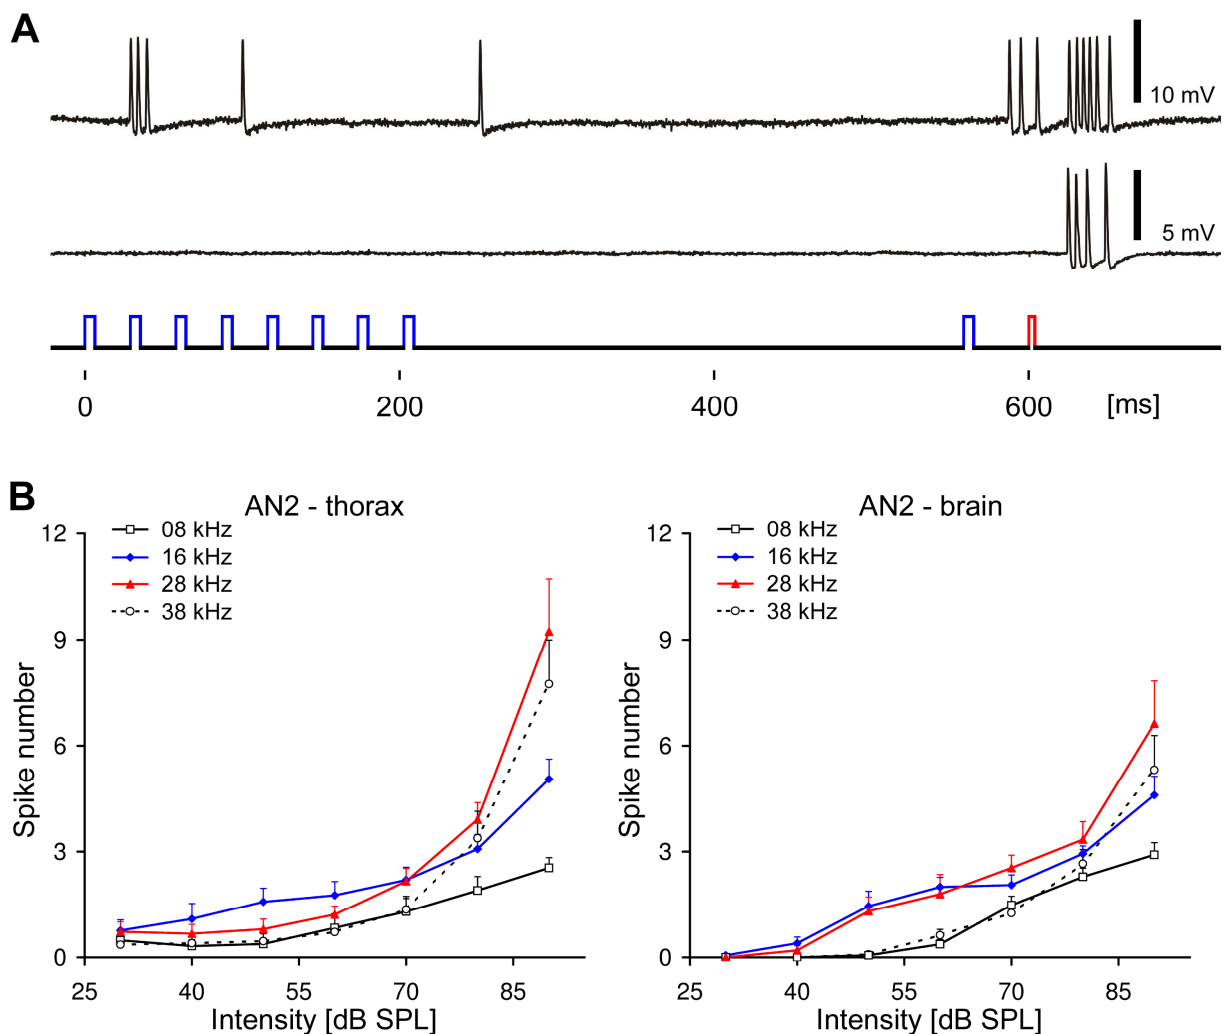 A
10 mV
5 mV
0 200 400 600 [ms]
B
AN2 - thorax
08 kHz
16 kHz
28 kHz
38 kHz
12
9
6
3
0
Spike number
25 40 55 70 85
Intensity [dB SPL]
AN2 - brain
08 kHz
16 kHz
28 kHz
38 kHz
12
9
6
3
0
Spike number
25 40 55 70 85
Intensity [dB SPL]